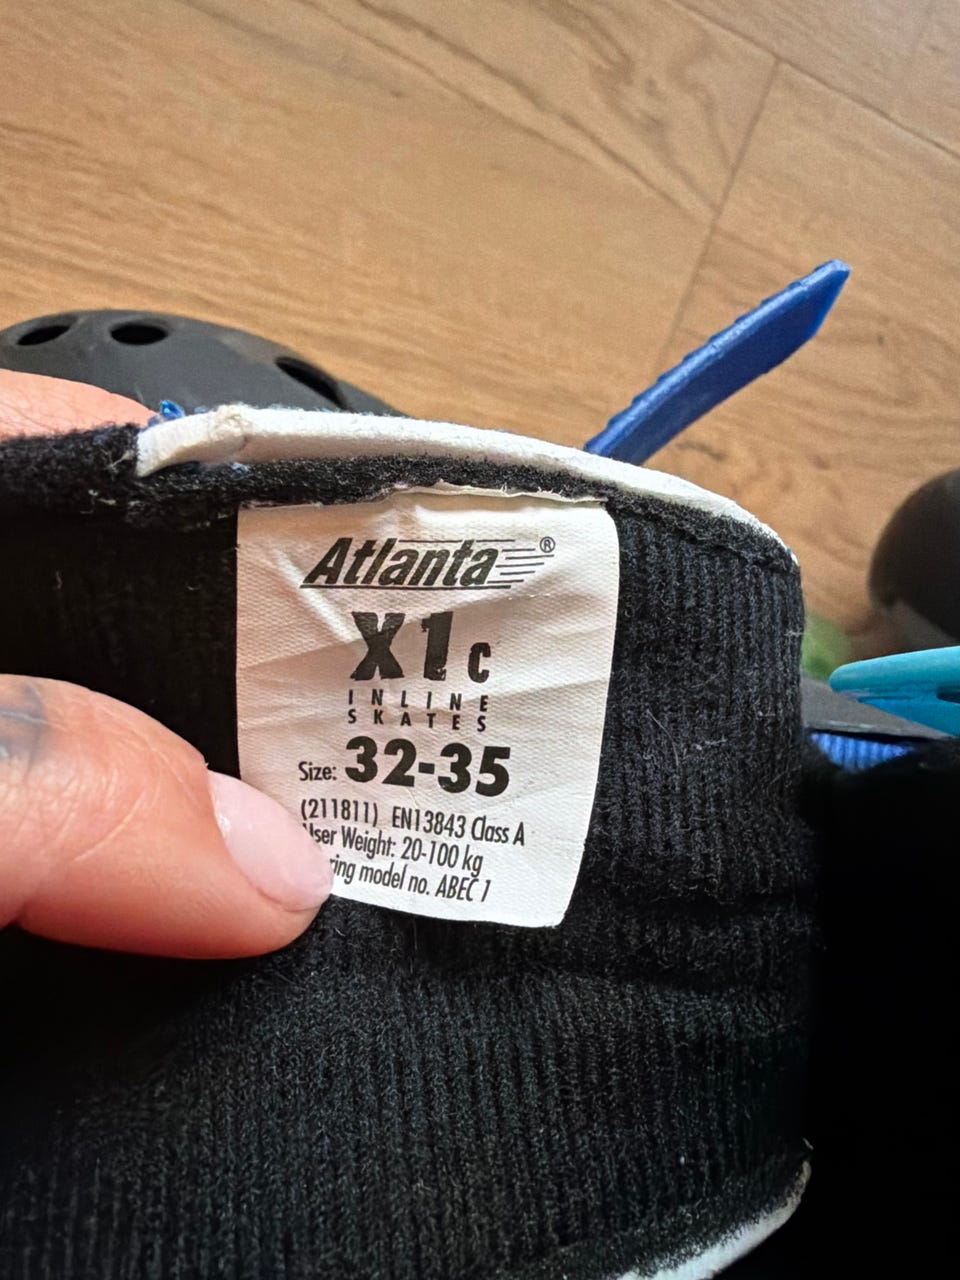 Atlanta®
X1c
INLINE
SKATES
Size: 32-35
(211811) EN13843 Class A
User Weight: 20-100 kg
ring model no. ABEC 1